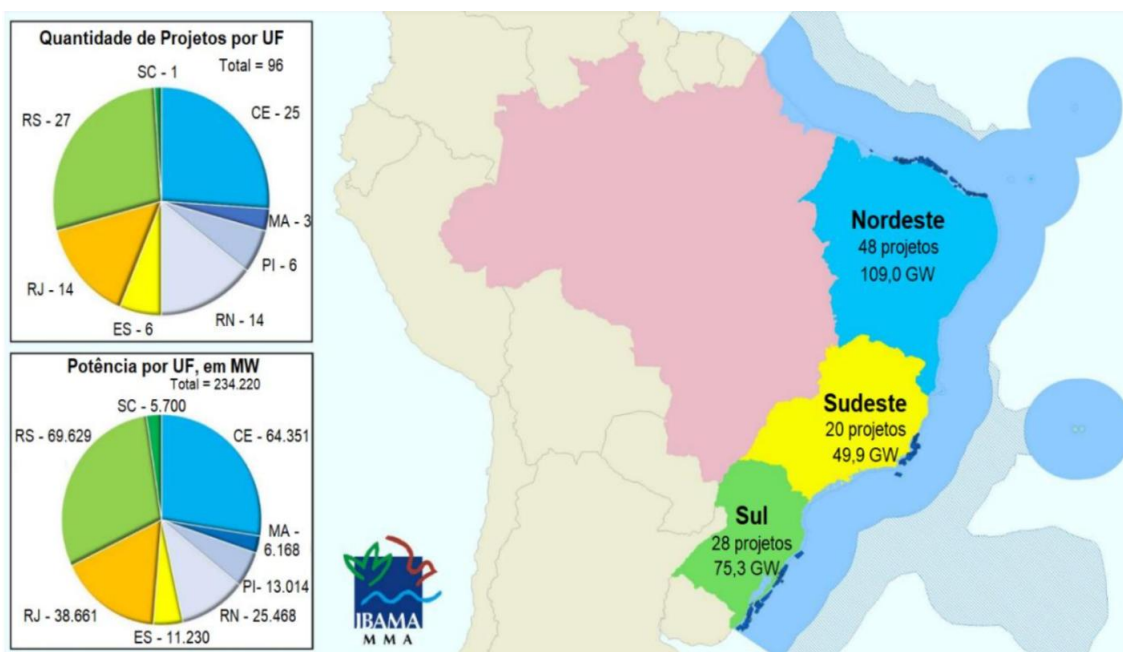 Quantidade de Projetos por UF
Total = 96
SC - 1
CE - 25
RS - 27
MA - 3
PI - 6
RJ - 14
ES - 6
RN - 14
Potência por UF, em MW
Total = 234.220
SC - 5.700
RS - 69.629
CE - 64.351
MA -
6.168
PI- 13.014
RJ - 38.661
RN - 25.468
ES - 11.230
Nordeste
48 projetos
109,0 GW
Sudeste
20 projetos
49,9 GW
Sul
28 projetos
75,3 GW
IBAMA
M M A